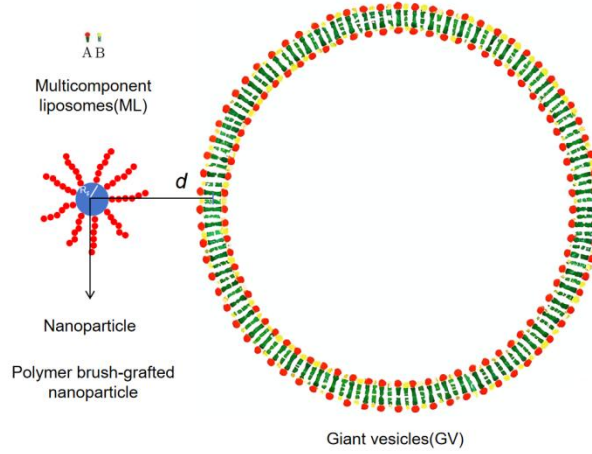 A B
Multicomponent
liposomes(ML)
d
Nanoparticle
Polymer brush-grafted
nanoparticle
Giant vesicles(GV)